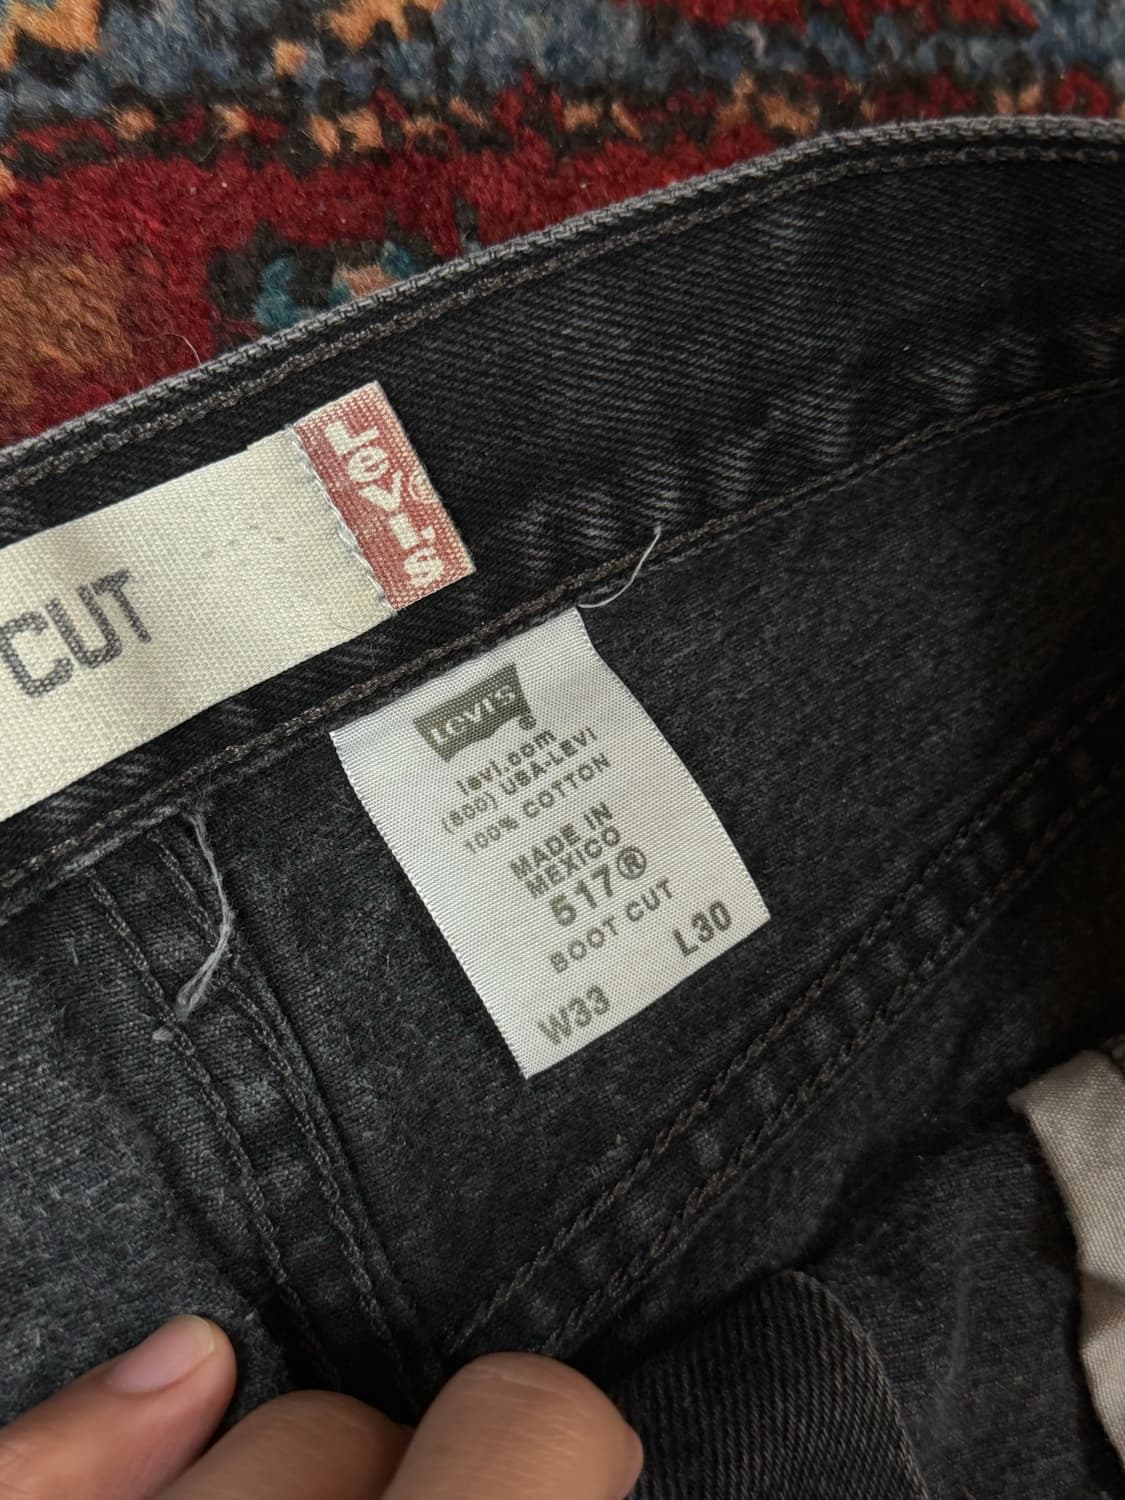 CUT
Levi's®
Levi's®
levi.com
(800) USA-LEVI
100% COTTON
MADE IN
MEXICO
517®
BOOT CUT
W33 L30